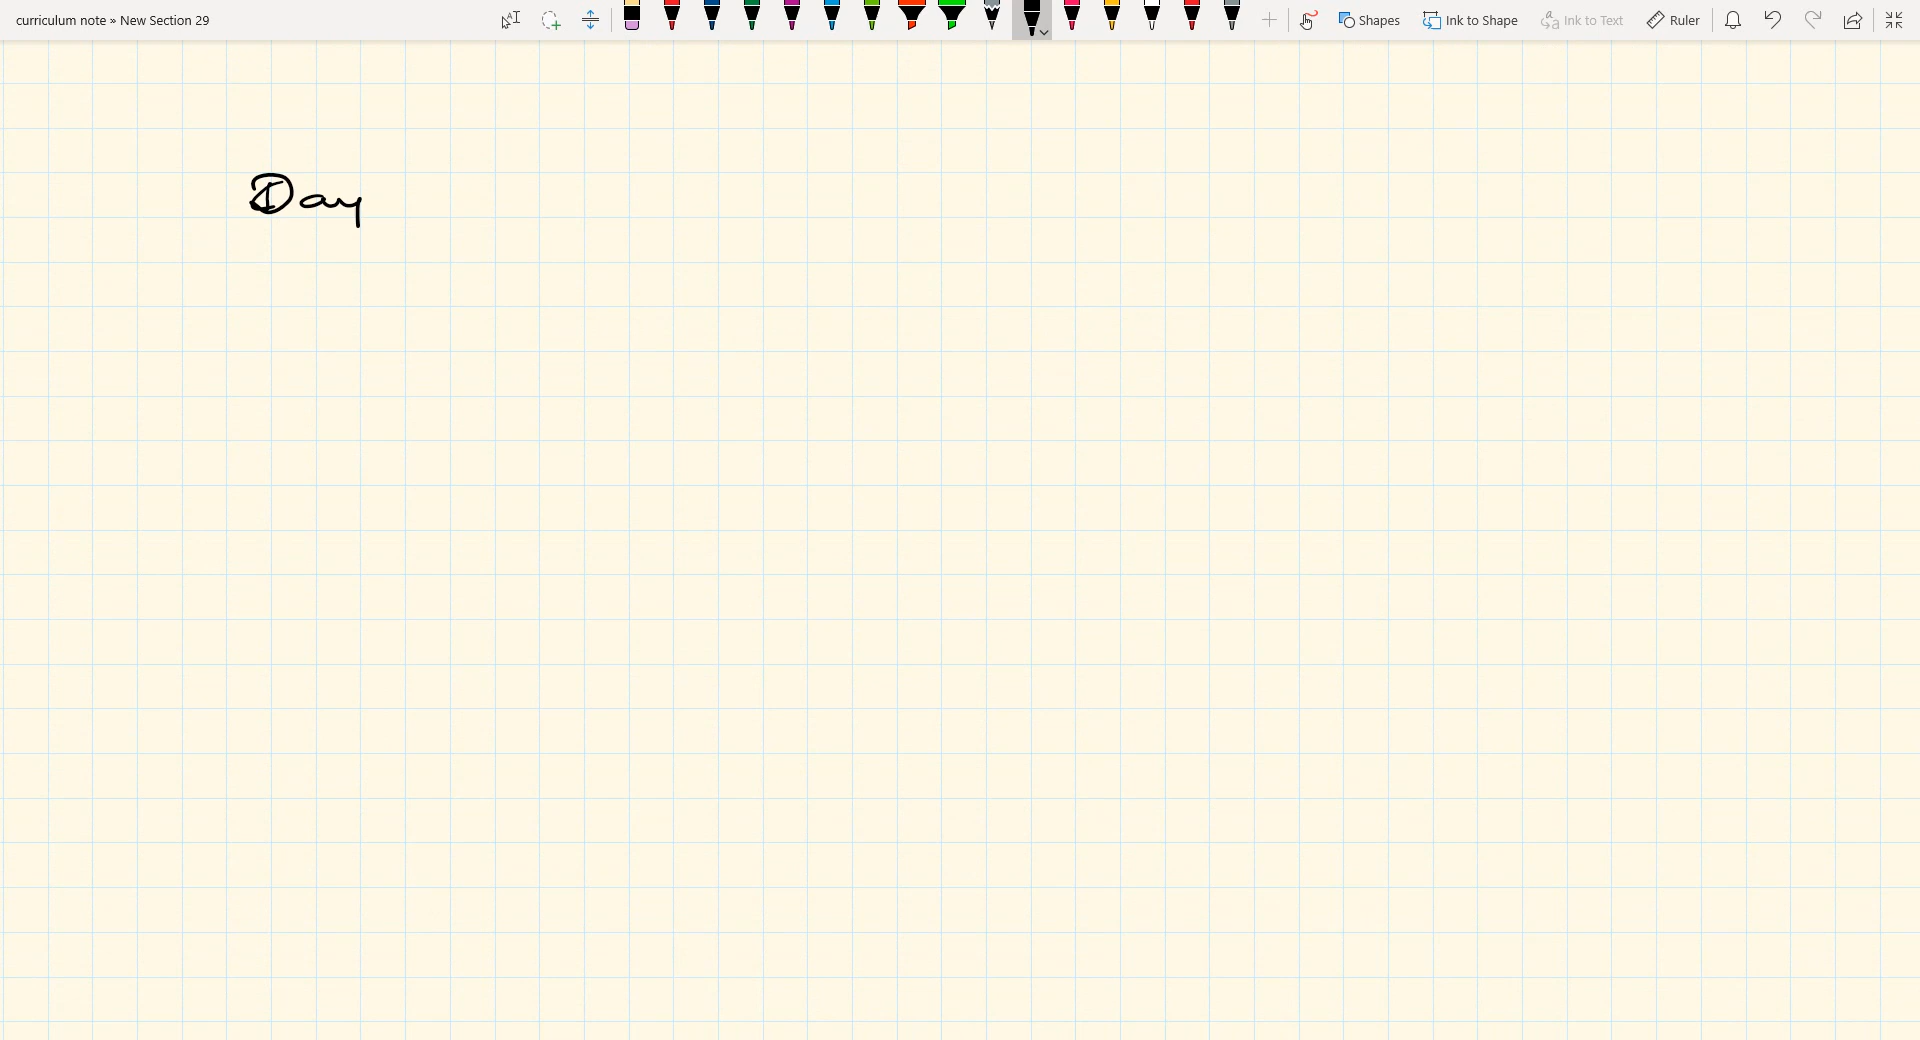 curriculum note » New Section 29
Shapes
Ink to Shape
Ink to Text
Ruler
Day